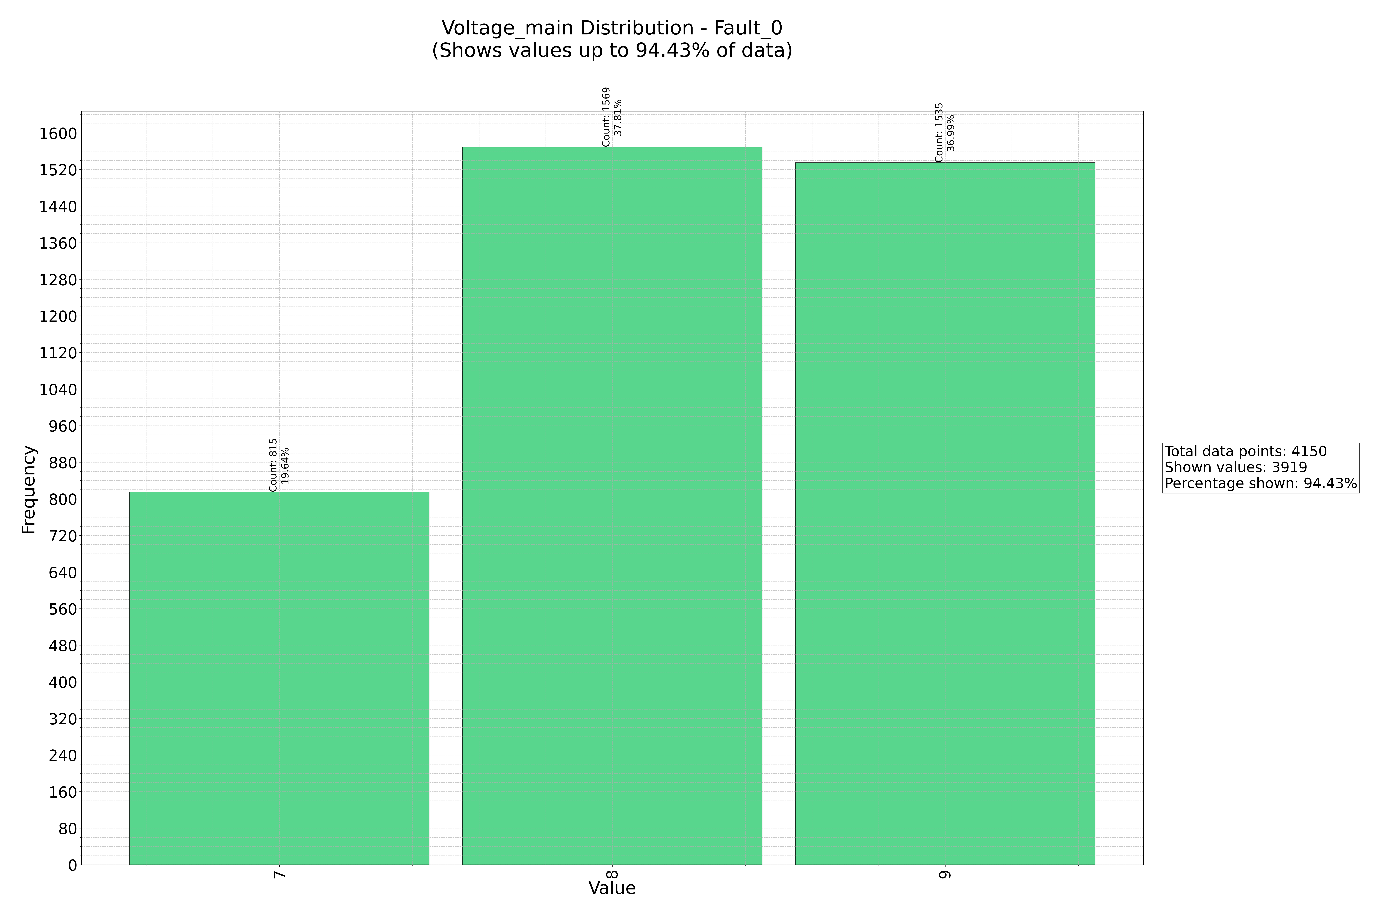 Voltage_main Distribution - Fault_0
(Shows values up to 94.43% of data)
Frequency
1600
1520
1440
1360
1280
1200
1120
1040
960
880
800
720
640
560
480
400
320
240
160
80
0
Count: 815
19.64%
Count: 1569
37.81%
Count: 1535
36.99%
7
8
9
Value
Total data points: 4150
Shown values: 3919
Percentage shown: 94.43%